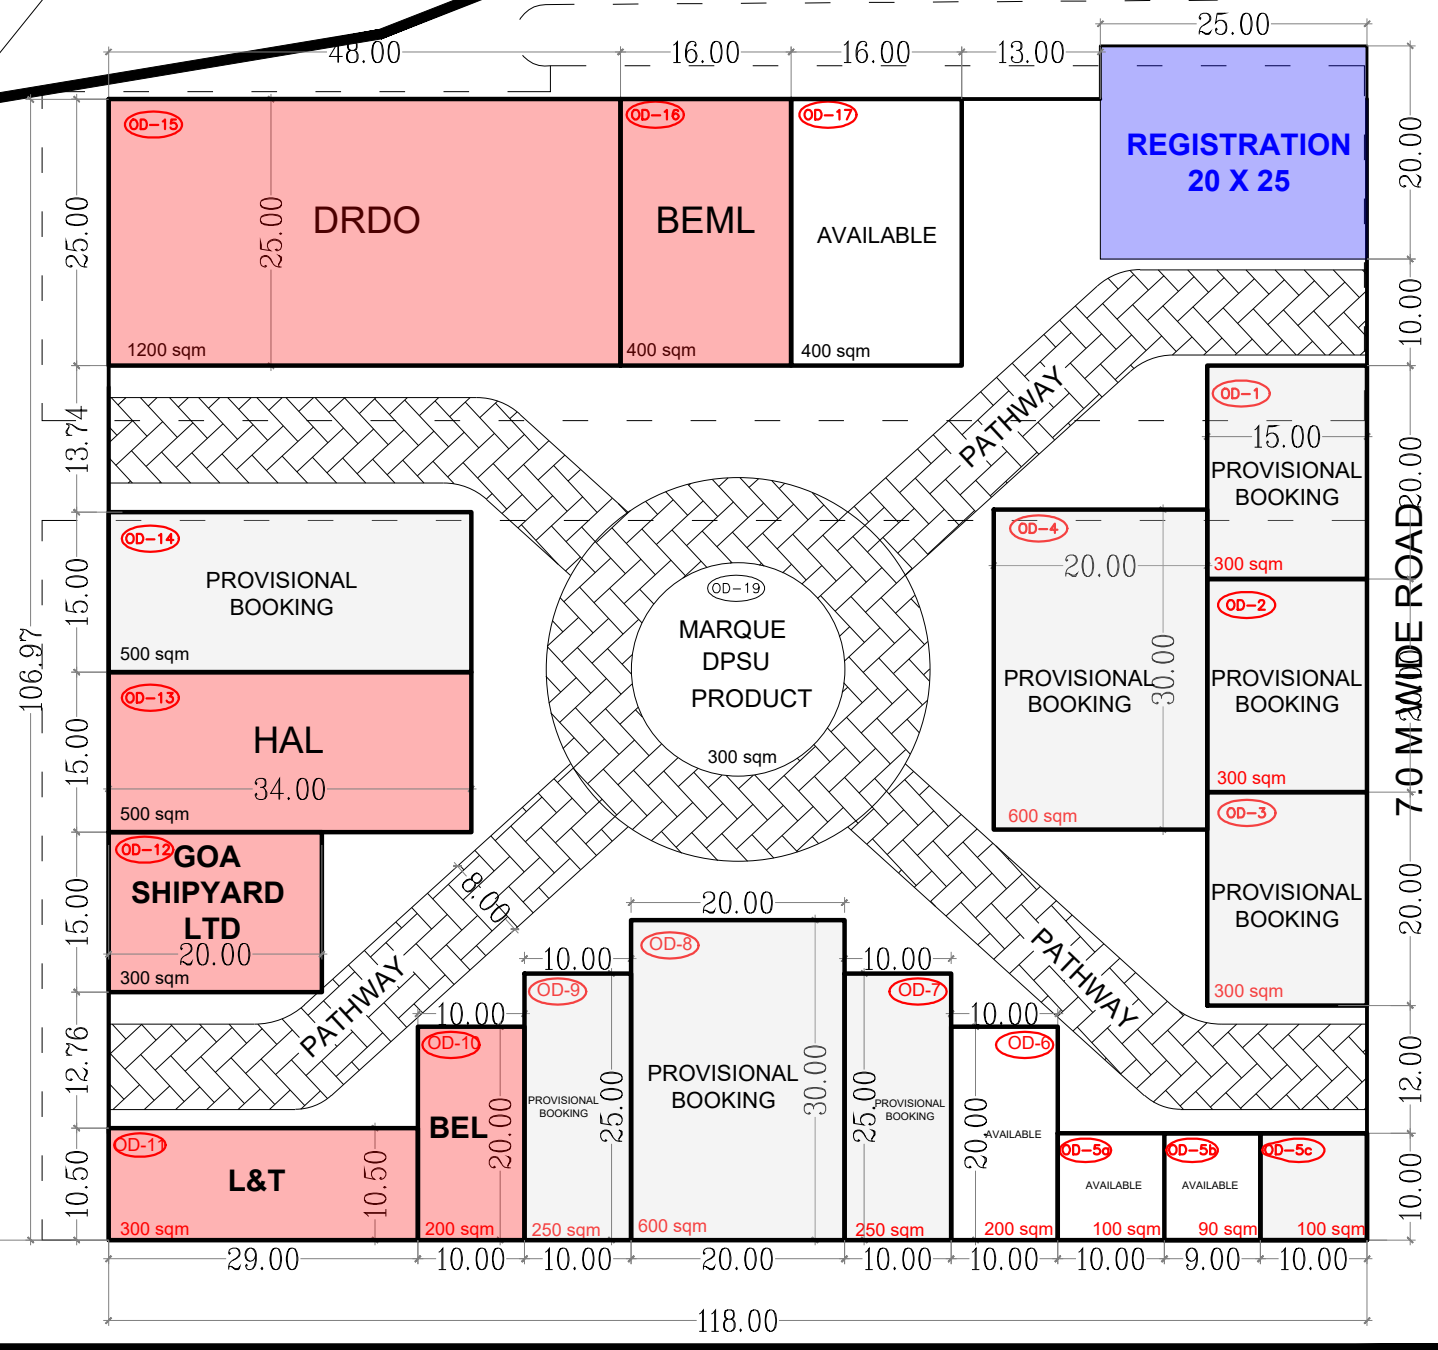 25.00
48.00
16.00
16.00
13.00
OD-15
OD-16
OD-17
REGISTRATION
20 X 25
20.00
DRDO
BEML
AVAILABLE
25.00
25.00
1200 sqm
400 sqm
400 sqm
10.00
PATHWAY
OD-1
15.00
PROVISIONAL
BOOKING
300 sqm
20.00
13.74
OD-14
PROVISIONAL
BOOKING
500 sqm
15.00
OD-4
20.00
PROVISIONAL
BOOKING
30.00
600 sqm
OD-19
MARQUE
DPSU
PRODUCT
300 sqm
OD-2
PROVISIONAL
BOOKING
300 sqm
20.00
7.0 M WIDE ROAD
106.97
OD-13
HAL
34.00
500 sqm
15.00
OD-3
PROVISIONAL
BOOKING
300 sqm
20.00
OD-12
GOA
SHIPYARD
LTD
20.00
300 sqm
15.00
8.00
PATHWAY
PATHWAY
12.76
12.00
20.00
OD-8
PROVISIONAL
BOOKING
30.00
600 sqm
10.00
OD-9
PROVISIONAL
BOOKING
25.00
250 sqm
10.00
OD-7
PROVISIONAL
BOOKING
25.00
250 sqm
10.00
OD-10
BEL
20.00
200 sqm
10.00
OD-6
AVAILABLE
20.00
200 sqm
OD-11
L&T
10.50
300 sqm
10.50
OD-5a
AVAILABLE
100 sqm
OD-5b
AVAILABLE
90 sqm
OD-5c
100 sqm
10.00
29.00
10.00
10.00
20.00
10.00
10.00
10.00
9.00
10.00
118.00